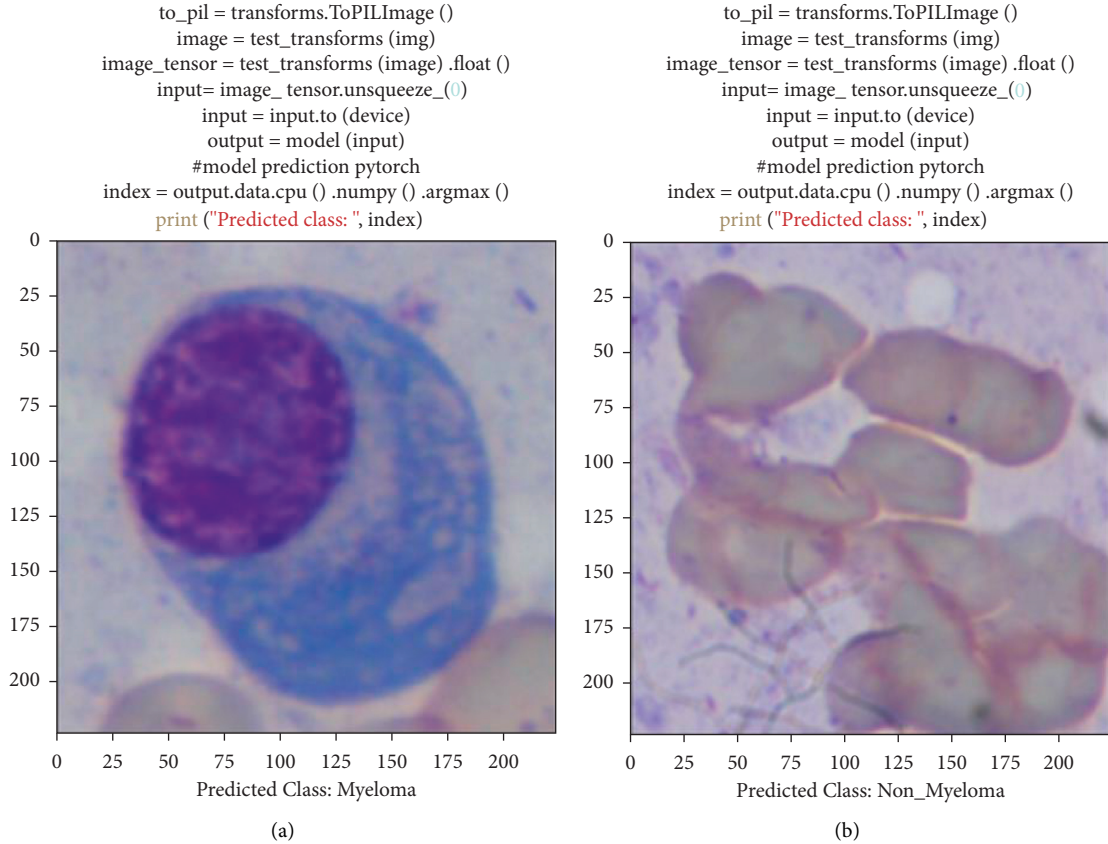 to_pil = transforms.ToPILImage ()
image = test_transforms (img)
image_tensor = test_transforms (image) .float ()
input= image_ tensor.unsqueeze_(0)
input = input.to (device)
output = model (input)
#model prediction pytorch
index = output.data.cpu () .numpy () .argmax ()
print ("Predicted class: ", index)
0
25
50
75
100
125
150
175
200
0 25 50 75 100 125 150 175 200
Predicted Class: Myeloma
(a)
to_pil = transforms.ToPILImage ()
image = test_transforms (img)
image_tensor = test_transforms (image) .float ()
input= image_ tensor.unsqueeze_(0)
input = input.to (device)
output = model (input)
#model prediction pytorch
index = output.data.cpu () .numpy () .argmax ()
print ("Predicted class: ", index)
0
25
50
75
100
125
150
175
200
0 25 50 75 100 125 150 175 200
Predicted Class: Non_Myeloma
(b)